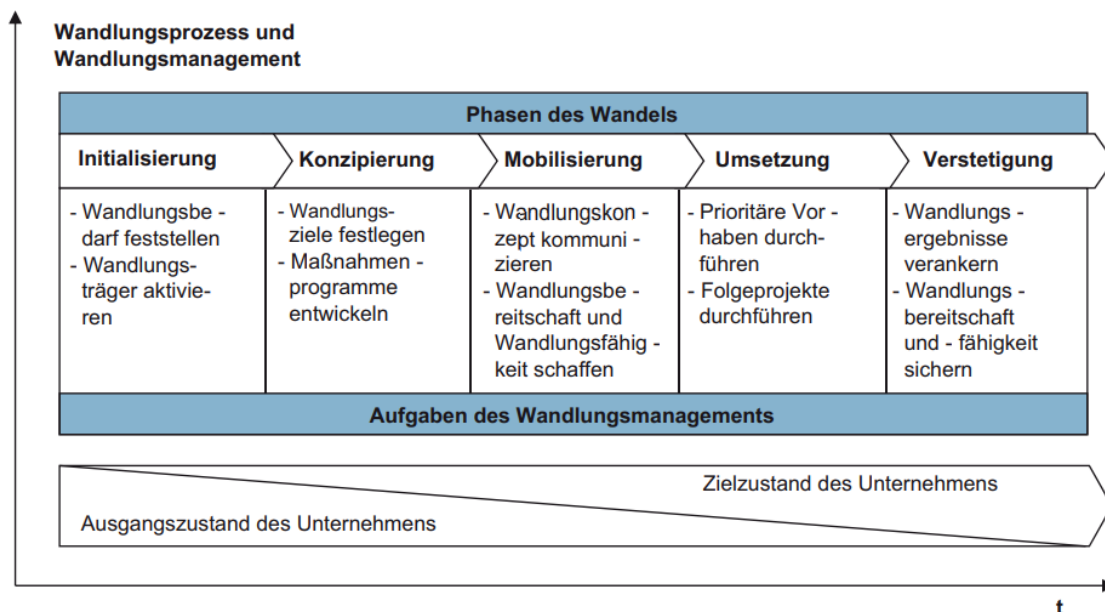 Wandlungsprozess und
Wandlungsmanagement
Phasen des Wandels
Initialisierung
Konzipierung
Mobilisierung
Umsetzung
Verstetigung
- Wandlungsbe -
darf feststellen
- Wandlungs-
träger aktivie-
ren
- Wandlungs-
ziele festlegen
- Maßnahmen -
programme
entwickeln
- Wandlungskon -
zept kommuni -
zieren
- Wandlungsbe -
reitschaft und
Wandlungsfähig -
keit schaffen
- Prioritäre Vor -
haben durch-
führen
- Folgeprojekte
durchführen
- Wandlungs -
ergebnisse
verankern
- Wandlungs -
bereitschaft
und - fähigkeit
sichern
Aufgaben des Wandlungsmanagements
Zielzustand des Unternehmens
Ausgangszustand des Unternehmens
t